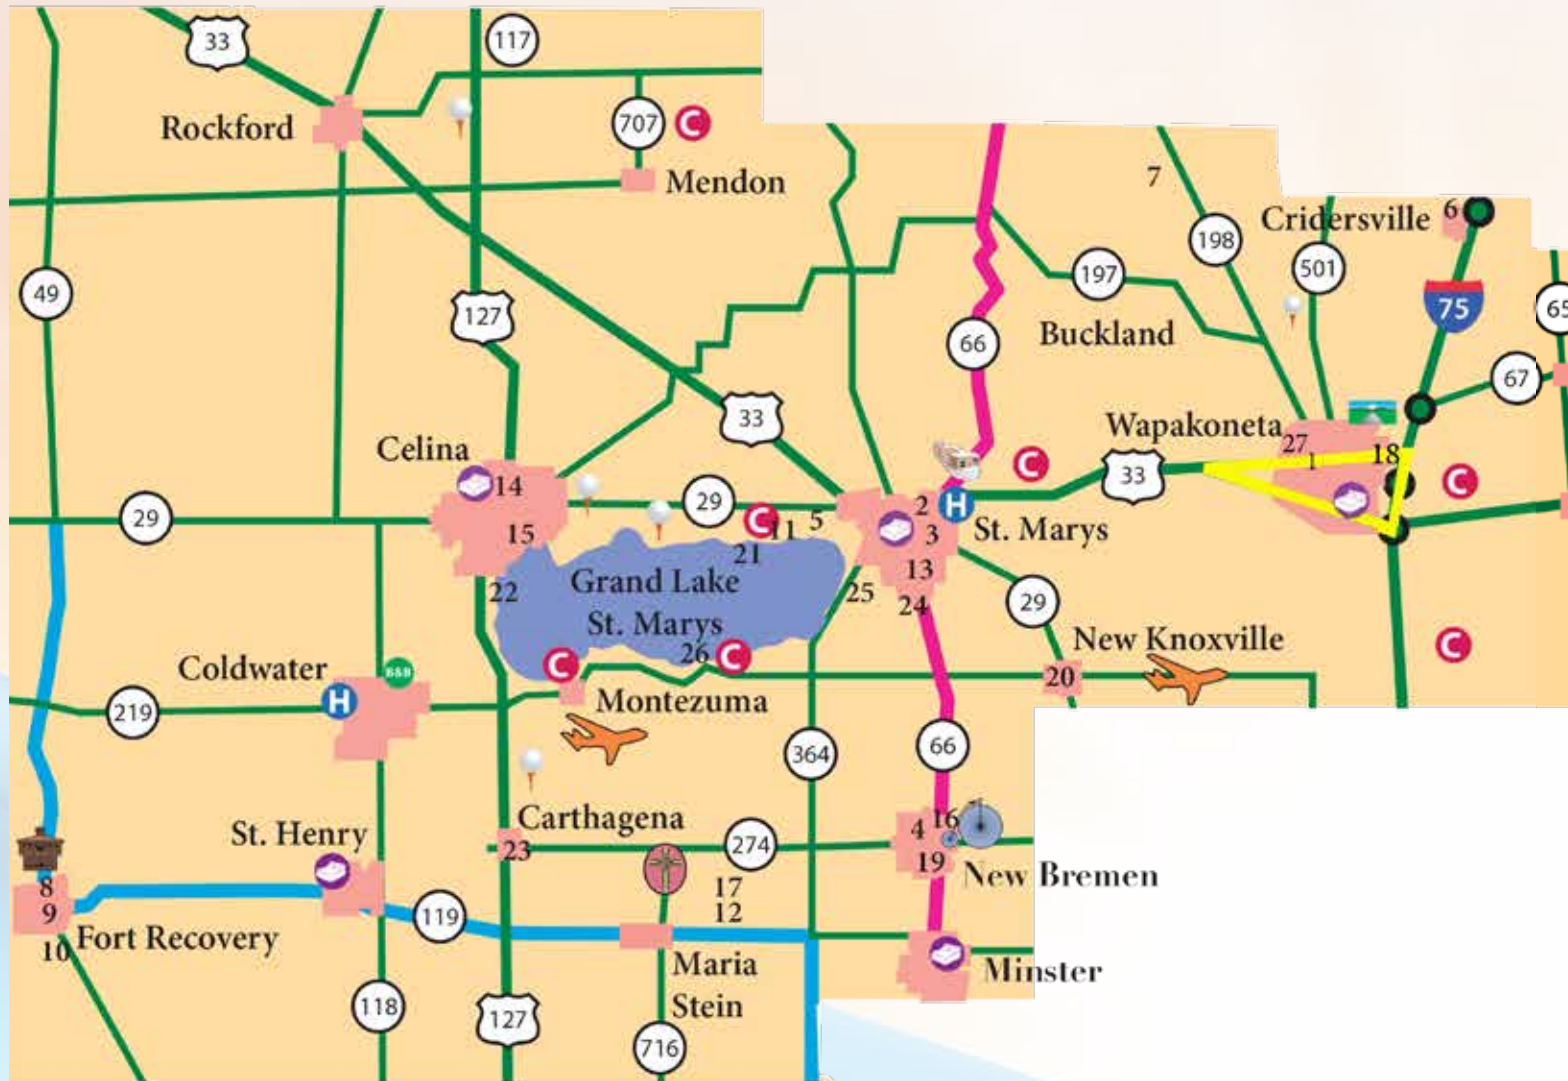 33
117
Rockford
707
C
Mendon
7
198
Cridersville
6
501
49
127
197
75
65
66
Buckland
67
33
Celina
Wapakoneta
27
1
18
C
33
C
14
29
29
C
11
5
2
H
3
St. Marys
15
21
22
Grand Lake
St. Marys
25
13
24
29
26
C
C
New Knoxville
C
20
Coldwater
B&B
H
219
Montezuma
364
66
Carthagena
St. Henry
23
274
4
16
19
New Bremen
8
9
10
Fort Recovery
119
17
12
Maria
Stein
Minster
118
127
716